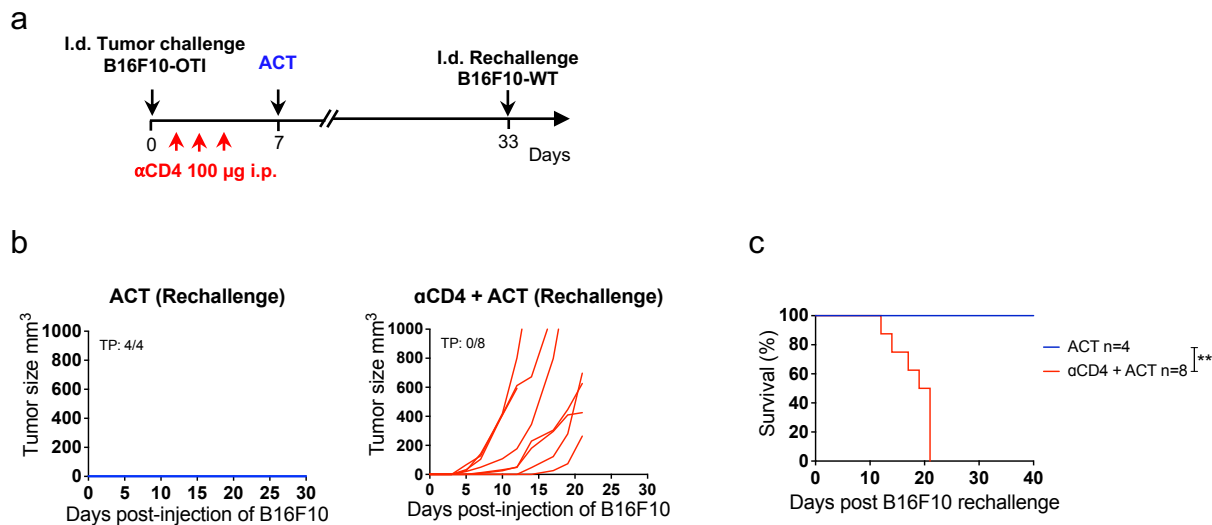 a
I.d. Tumor challenge
B16F10-OTI
ACT
I.d. Rechallenge
B16F10-WT
0
7
33
Days
αCD4 100 µg i.p.
b
ACT (Rechallenge)
Tumor size mm³
1000
800
600
400
200
0
TP: 4/4
0 5 10 15 20 25 30
Days post-injection of B16F10
αCD4 + ACT (Rechallenge)
Tumor size mm³
1000
800
600
400
200
0
TP: 0/8
0 5 10 15 20 25 30
Days post-injection of B16F10
c
Survival (%)
100
80
60
40
20
0
0 10 20 30 40
Days post B16F10 rechallenge
ACT n=4
αCD4 + ACT n=8
**